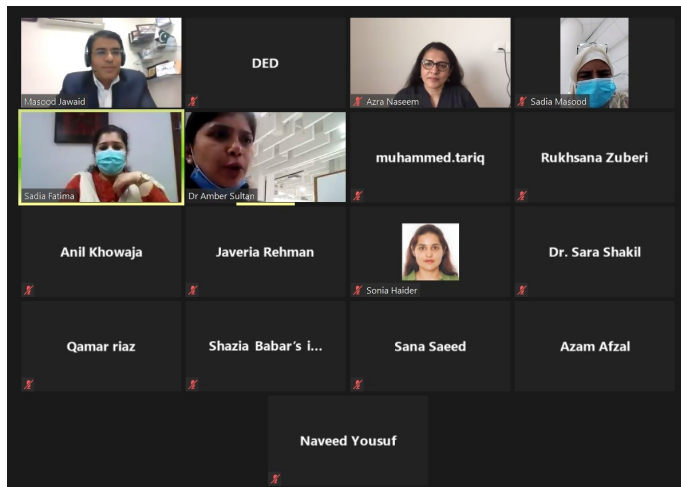 DED
Masood Jawaid
Azra Naseem
Sadia Masood
Sadia Fatima
Dr Amber Sultan
muhammed.tariq
Rukhsana Zuberi
Anil Khowaja
Javeria Rehman
Sonia Haider
Dr. Sara Shakil
Qamar riaz
Shazia Babar's i...
Sana Saeed
Azam Afzal
Naveed Yousuf